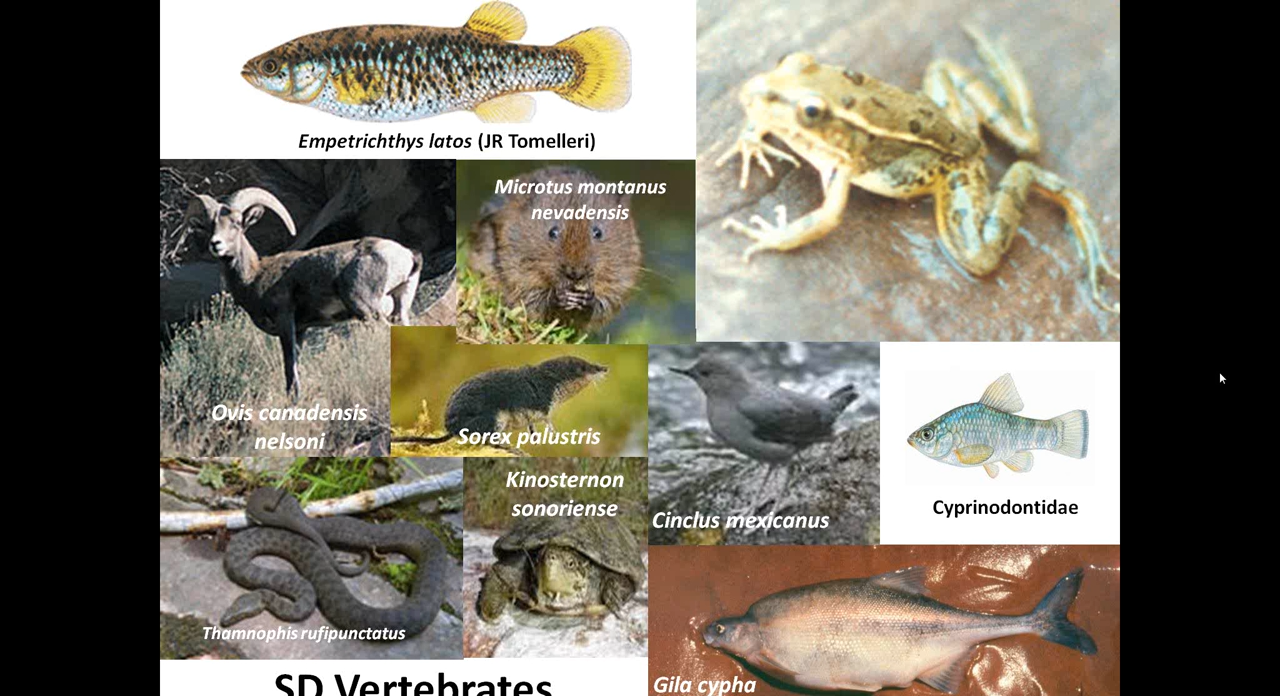 Empetrichthys latos (JR Tomelleri)
Microtus montanus
nevadensis
Ovis canadensis
nelsoni
Sorex palustris
Cinclus mexicanus
Cyprinodontidae
Kinosternon
sonoriense
Thamnophis rufipunctatus
Gila cypha
SD Vertebrates